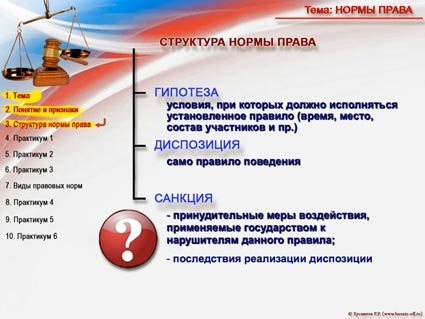 Тема: НОРМЫ ПРАВА
СТРУКТУРА НОРМЫ ПРАВА
1. Тема
2. Понятие и признаки
3. Структура нормы права
4. Практикум 1
5. Практикум 2
6. Практикум 3
7. Виды правовых норм
8. Практикум 4
9. Практикум 5
10. Практикум 6
ГИПОТЕЗА
условия, при которых должно исполняться
установленное правило (время, место,
состав участников и пр.)
ДИСПОЗИЦИЯ
само правило поведения
САНКЦИЯ
- принудительные меры воздействия,
применяемые государством к
нарушителям данного правила;
- последствия реализации диспозиции
?